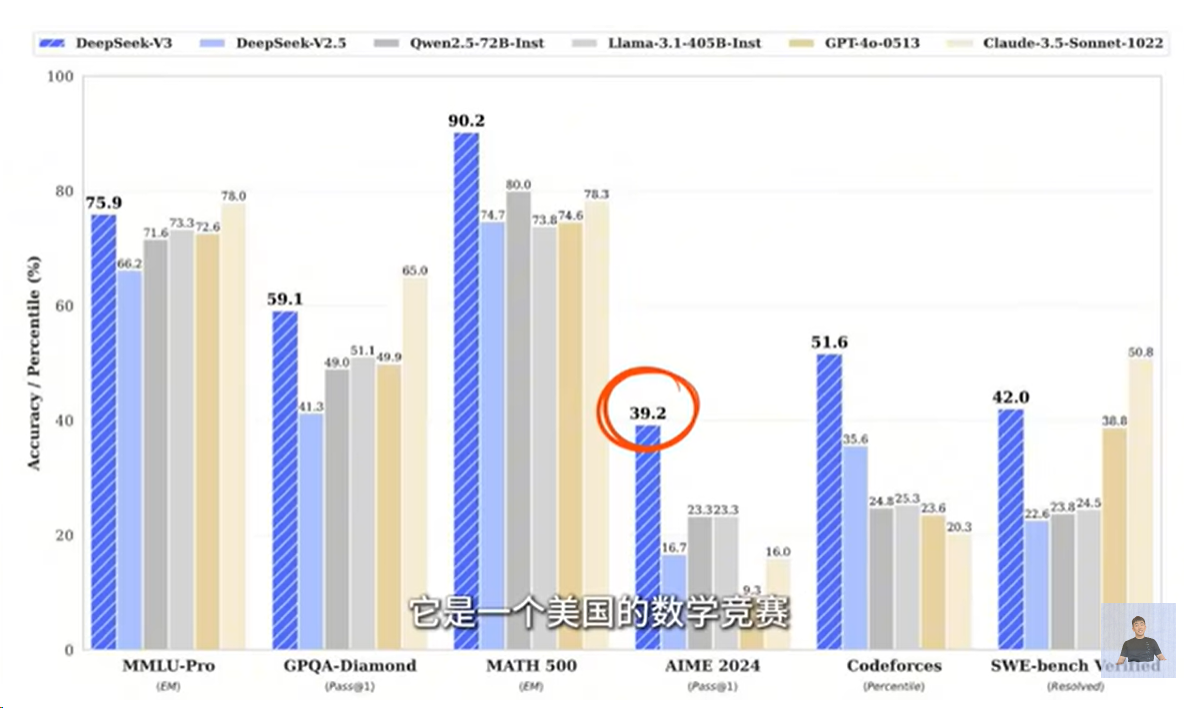 DeepSeek-V3 DeepSeek-V2.5 Qwen2.5-72B-Inst Llama-3.1-405B-Inst GPT-4o-0513 Claude-3.5-Sonnet-1022
Accuracy / Percentile (%)
100
80
60
40
20
0
75.9 66.2 71.6 73.3 72.6 78.0
59.1 41.3 49.0 51.1 49.9 65.0
90.2 74.7 80.0 73.8 74.6 78.3
39.2 16.7 23.3 23.3 9.3 16.0
51.6 35.6 24.8 25.3 23.6 20.3
42.0 22.6 23.8 24.5 38.8 50.8
它是一个美国的数学竞赛
MMLU-Pro GPQA-Diamond MATH 500 AIME 2024 Codeforces SWE-bench Verified
(EM) (Pass@1) (EM) (Pass@1) (Percentile) (Resolved)